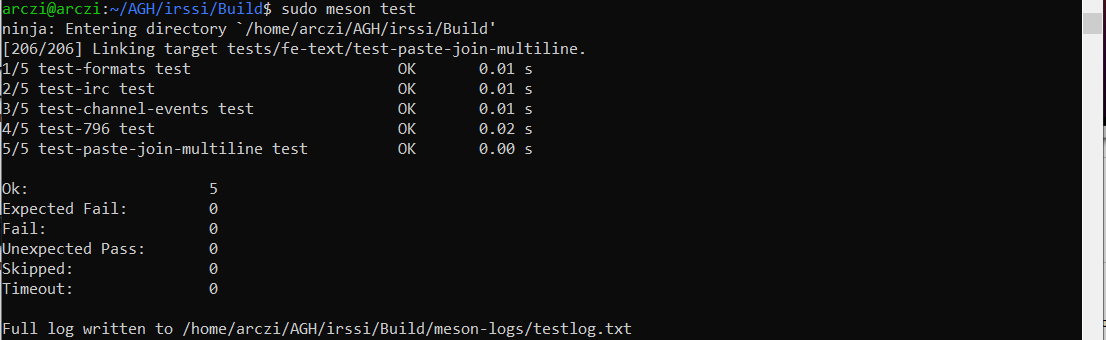 arczi@arczi:~/AGH/irssi/Build$ sudo meson test
ninja: Entering directory `/home/arczi/AGH/irssi/Build'
[206/206] Linking target tests/fe-text/test-paste-join-multiline.
1/5 test-formats test                       OK       0.01 s
2/5 test-irc test                           OK       0.01 s
3/5 test-channel-events test                OK       0.01 s
4/5 test-796 test                           OK       0.02 s
5/5 test-paste-join-multiline test          OK       0.00 s
Ok:                    5
Expected Fail:         0
Fail:                  0
Unexpected Pass:       0
Skipped:               0
Timeout:               0
Full log written to /home/arczi/AGH/irssi/Build/meson-logs/testlog.txt